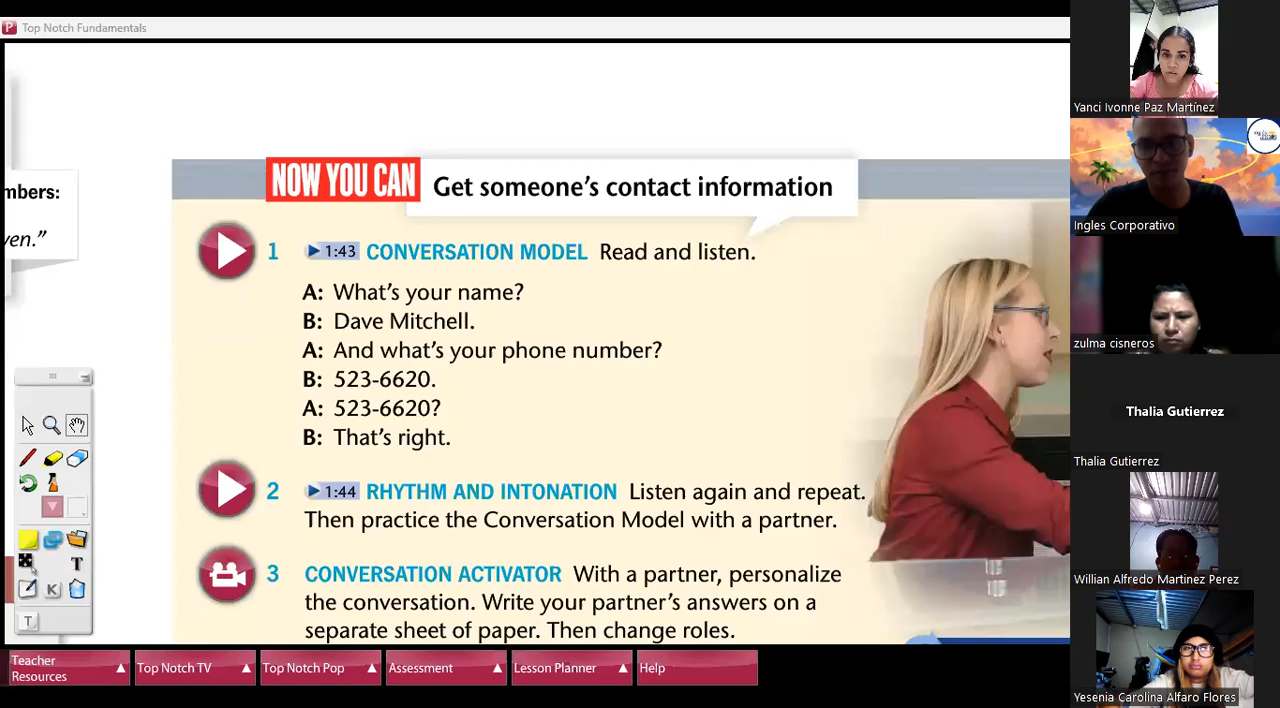 Top Notch Fundamentals
mbers:
ven.”
NOW YOU CAN Get someone’s contact information
1 1:43 CONVERSATION MODEL Read and listen.
A: What’s your name?
B: Dave Mitchell.
A: And what’s your phone number?
B: 523-6620.
A: 523-6620?
B: That’s right.
2 1:44 RHYTHM AND INTONATION Listen again and repeat.
Then practice the Conversation Model with a partner.
3 CONVERSATION ACTIVATOR With a partner, personalize
the conversation. Write your partner’s answers on a
separate sheet of paper. Then change roles.
T
K
T
Teacher
Resources
Top Notch TV
Top Notch Pop
Assessment
Lesson Planner
Help
Yanci Ivonne Paz Martínez
Ingles Corporativo
zulma cisneros
Thalia Gutierrez
Thalia Gutierrez
Willian Alfredo Martinez Perez
Yesenia Carolina Alfaro Flores